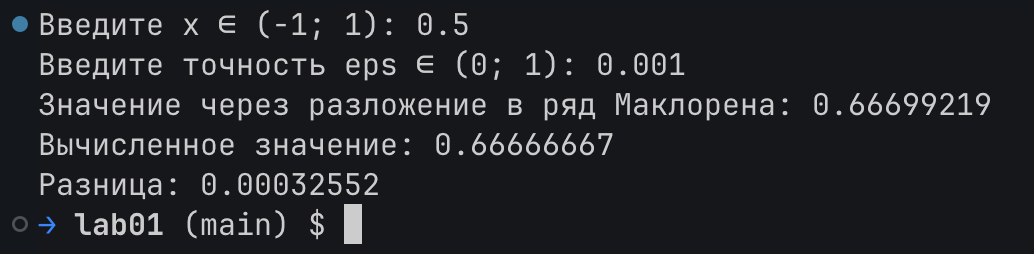 Введите x ∈ (-1; 1): 0.5
Введите точность eps ∈ (0; 1): 0.001
Значение через разложение в ряд Маклорена: 0.66699219
Вычисленное значение: 0.66666667
Разница: 0.00032552
→ lab01 (main) $